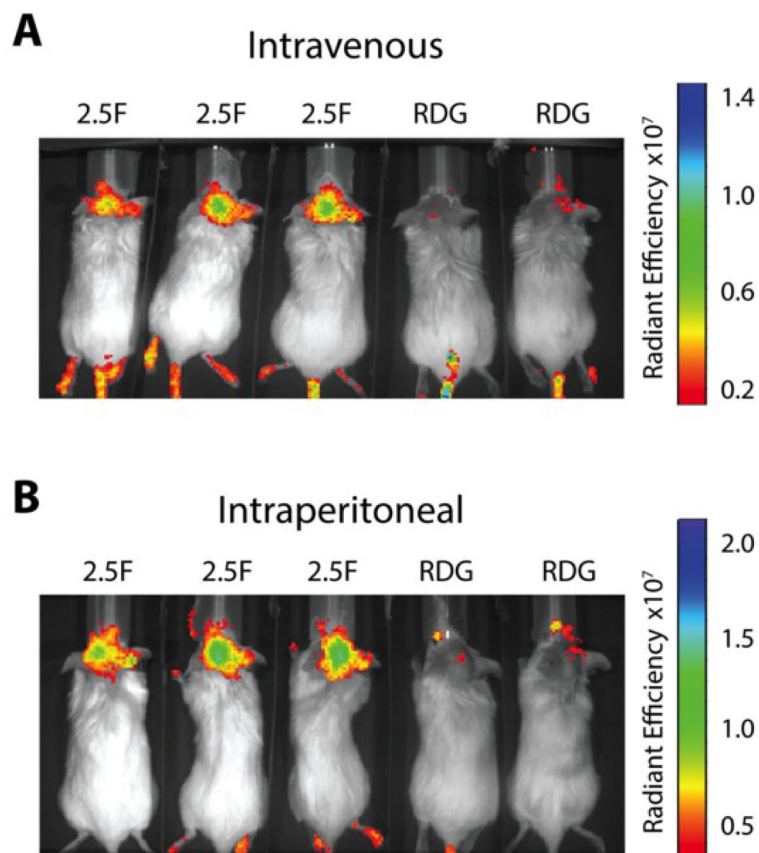 A
Intravenous
2.5F 2.5F 2.5F RDG RDG
Radiant Efficiency x10⁷
1.4
1.0
0.6
0.2
B
Intraperitoneal
2.5F 2.5F 2.5F RDG RDG
Radiant Efficiency x10⁷
2.0
1.5
1.0
0.5